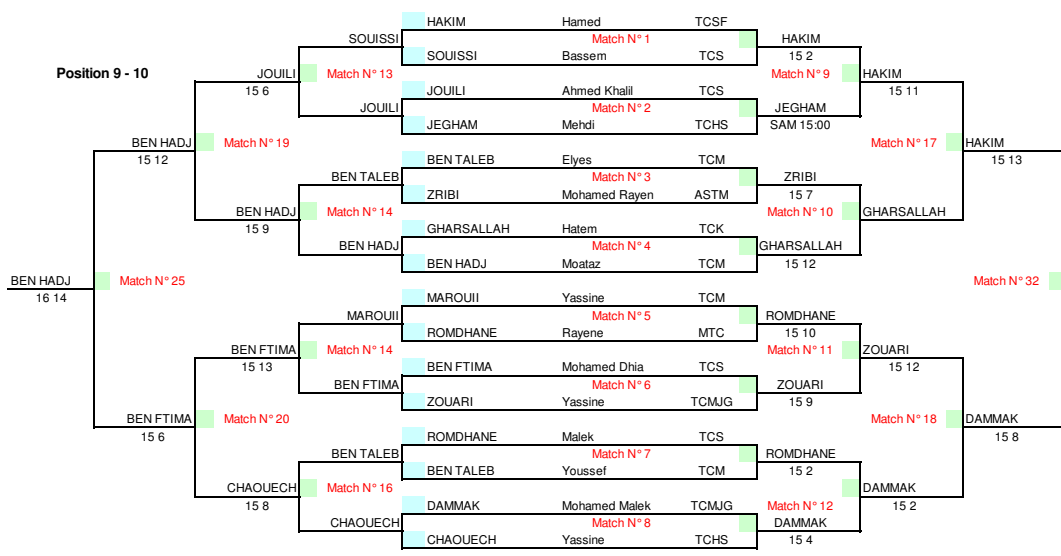 HAKIM Hamed TCSF
SOUISSI Match N° 1 HAKIM
SOUISSI Bassem TCS 15 2
Position 9 - 10 JOUILI Match N° 13 Match N° 9 HAKIM
15 6 JOUILI Ahmed Khalil TCS 15 11
JOUILI Match N° 2 JEGHAM
JEGHAM Mehdi TCHS SAM 15:00
BEN HADJ Match N° 19 Match N° 17 HAKIM
15 12 BEN TALEB Elyes TCM 15 13
BEN TALEB Match N° 3 ZRIBI
ZRIBI Mohamed Rayen ASTM 15 7
BEN HADJ Match N° 14 Match N° 10 GHARSALLAH
15 9 GHARSALLAH Hatem TCK
BEN HADJ Match N° 4 GHARSALLAH
BEN HADJ Moataz TCM 15 12
BEN HADJ Match N° 25 Match N° 32
16 14 MAROUII Yassine TCM
MAROUII Match N° 5 ROMDHANE
ROMDHANE Rayene MTC 15 10
BEN FTIMA Match N° 14 Match N° 11 ZOUARI
15 13 BEN FTIMA Mohamed Dhia TCS 15 12
BEN FTIMA Match N° 6 ZOUARI
ZOUARI Yassine TCMJG 15 9
BEN FTIMA Match N° 20 Match N° 18 DAMMAK
15 6 ROMDHANE Malek TCS 15 8
BEN TALEB Match N° 7 ROMDHANE
BEN TALEB Youssef TCM 15 2
CHAOUECH Match N° 16 DAMMAK
15 8 DAMMAK Mohamed Malek TCMJG Match N° 12 15 2
CHAOUECH Match N° 8 DAMMAK
CHAOUECH Yassine TCHS 15 4